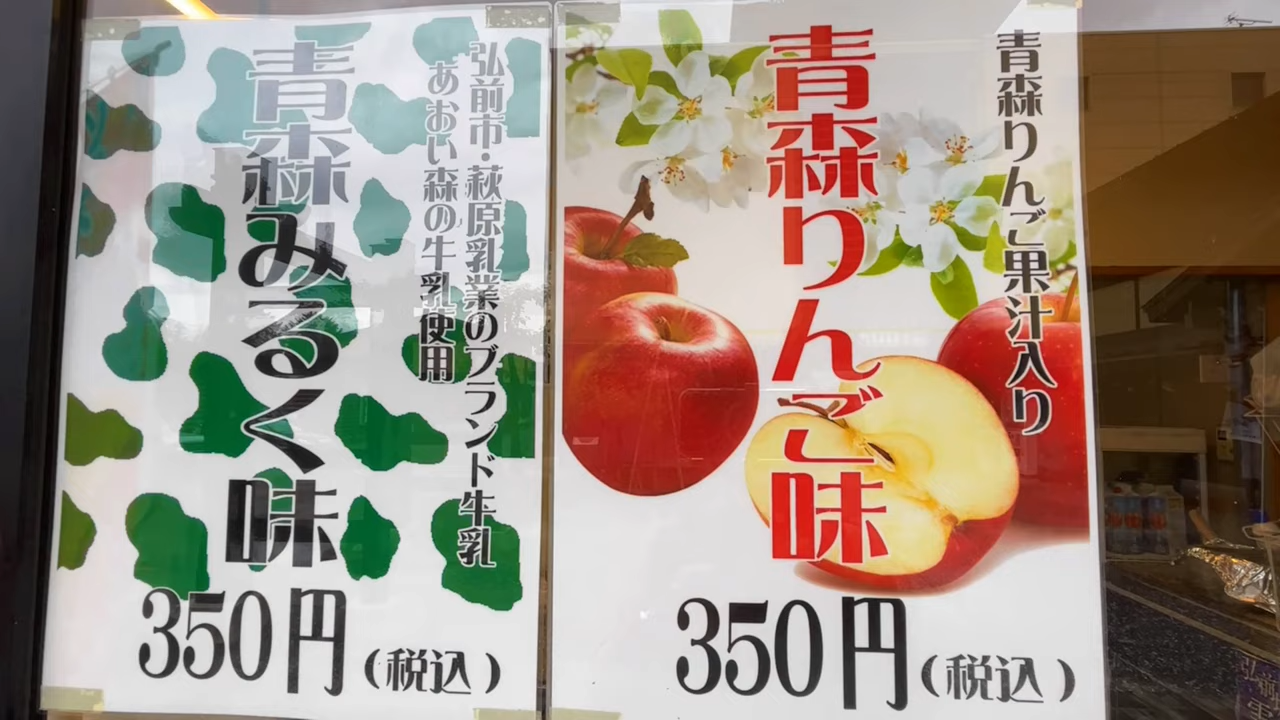 弘前市・萩原乳業のブランド牛乳
あおい森の牛乳使用
青森みるく味
350円(税込)
青森りんご果汁入り
青森りんご味
350円(税込)
弘前